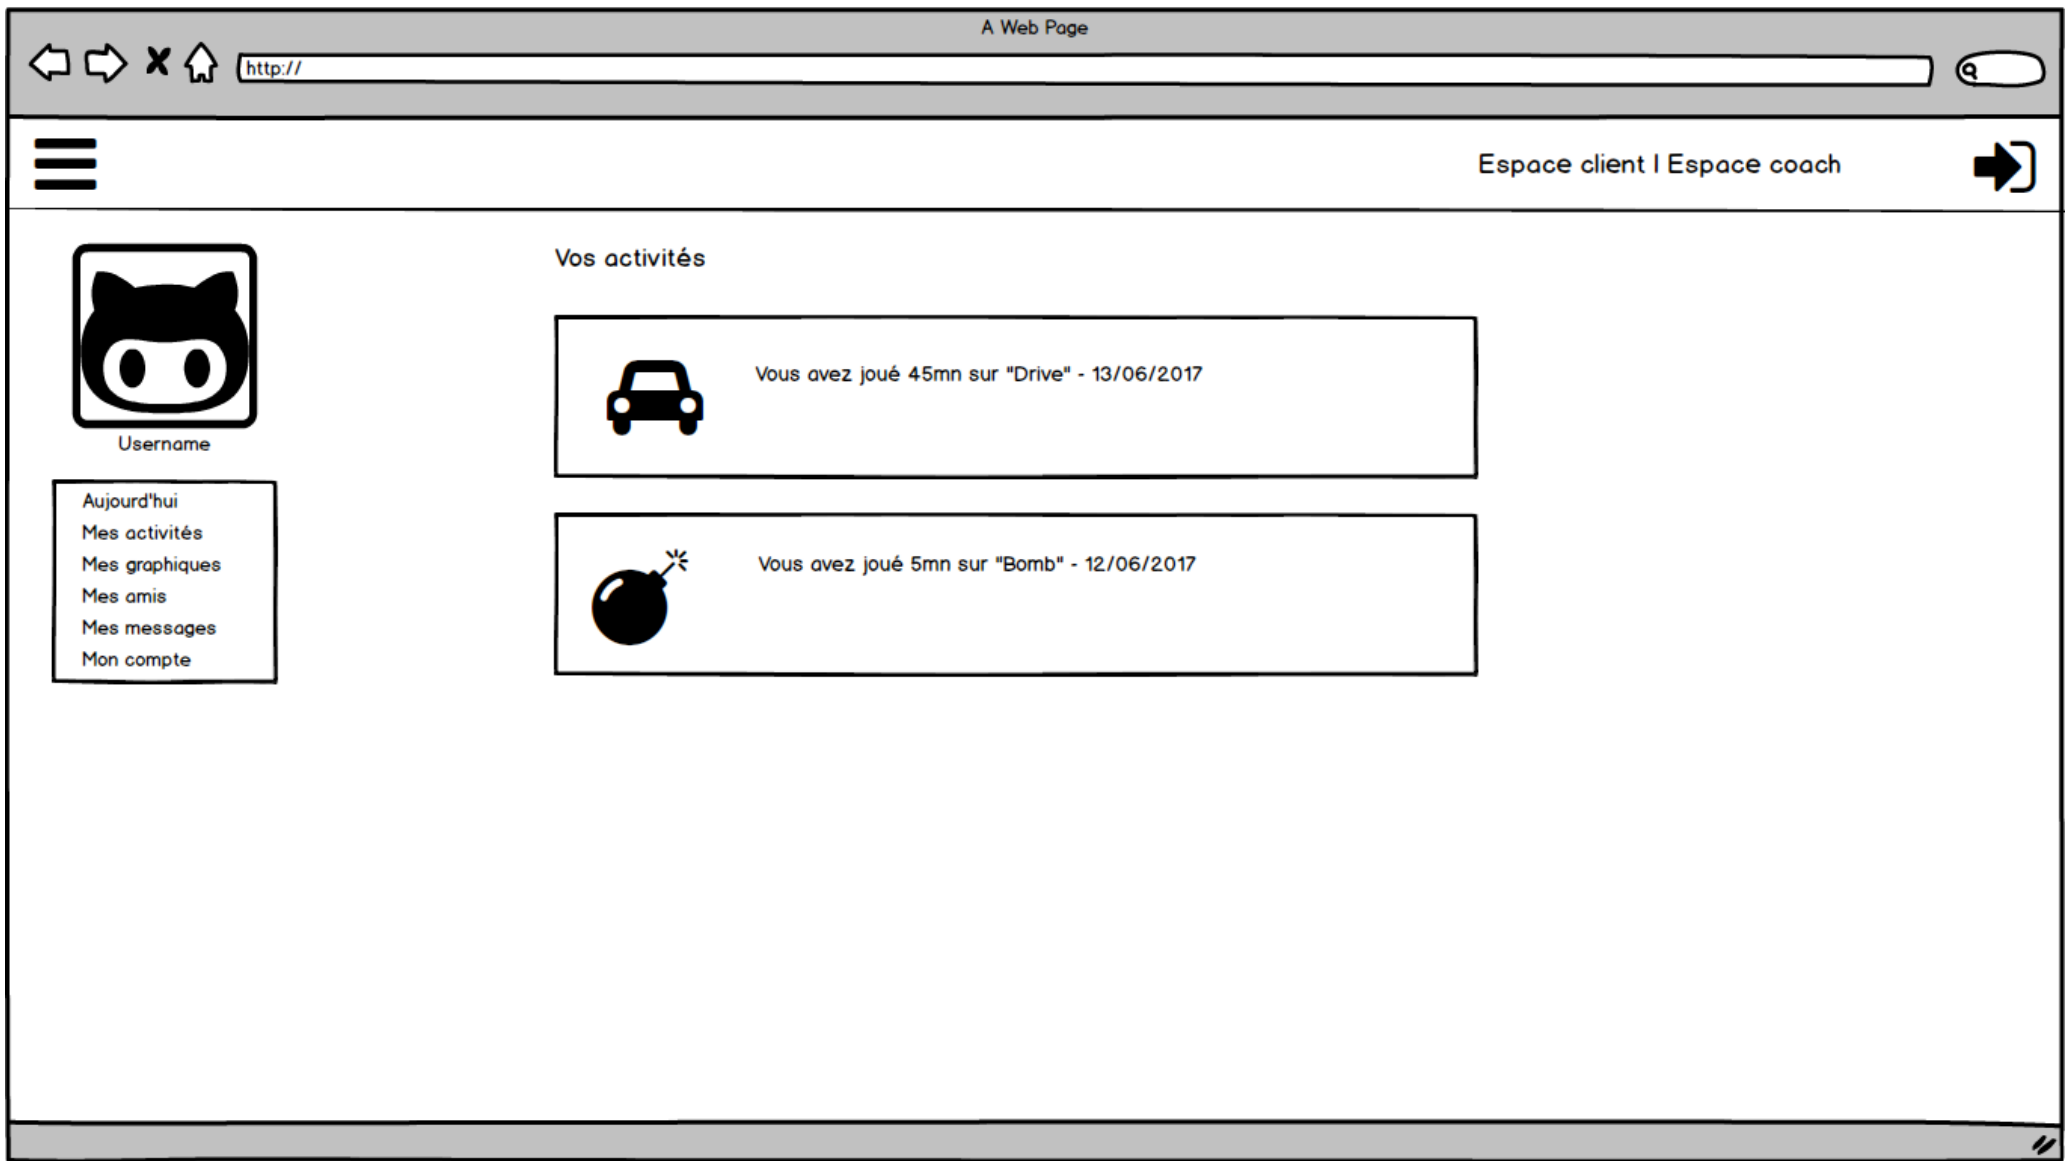 A Web Page
http://
Espace client | Espace coach
Username
Aujourd'hui
Mes activités
Mes graphiques
Mes amis
Mes messages
Mon compte
Vos activités
Vous avez joué 45mn sur "Drive" - 13/06/2017
Vous avez joué 5mn sur "Bomb" - 12/06/2017